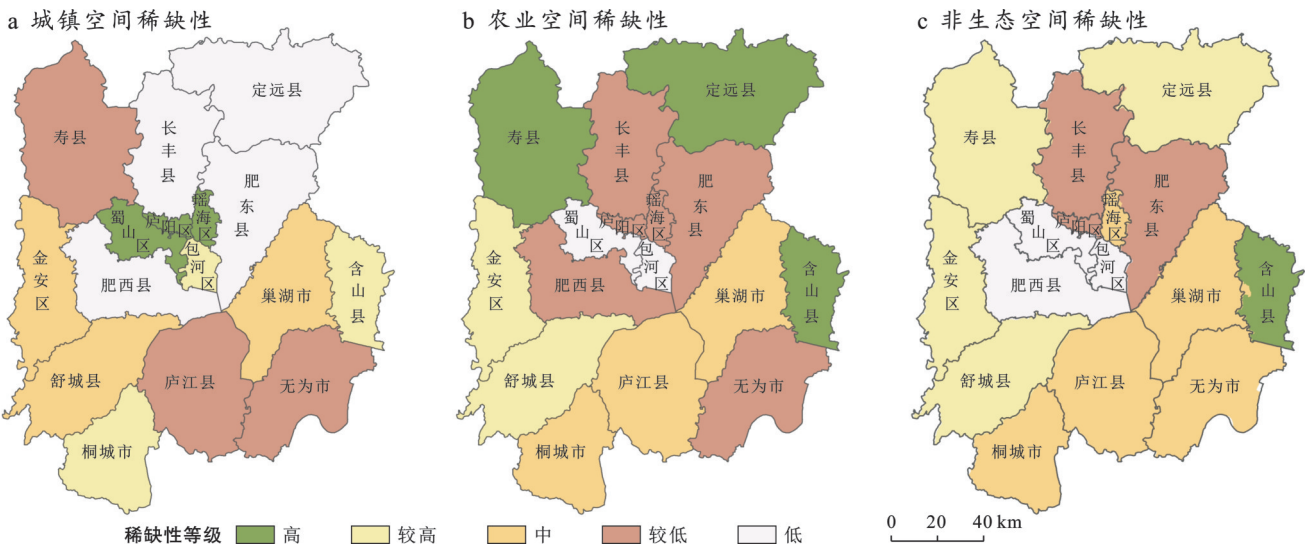 a 城镇空间稀缺性
定远县
寿县
长丰县
肥东县
瑶海区
庐阳区
蜀山区
包河区
金安区
肥西县
巢湖市
含山县
舒城县
庐江县
无为市
桐城市
b 农业空间稀缺性
定远县
寿县
长丰县
肥东县
瑶海区
庐阳区
蜀山区
包河区
金安区
肥西县
巢湖市
含山县
舒城县
庐江县
无为市
桐城市
c 非生态空间稀缺性
定远县
寿县
长丰县
肥东县
瑶海区
庐阳区
蜀山区
包河区
金安区
肥西县
巢湖市
含山县
舒城县
庐江县
无为市
桐城市
稀缺性等级 高 较高 中 较低 低
0 20 40 km